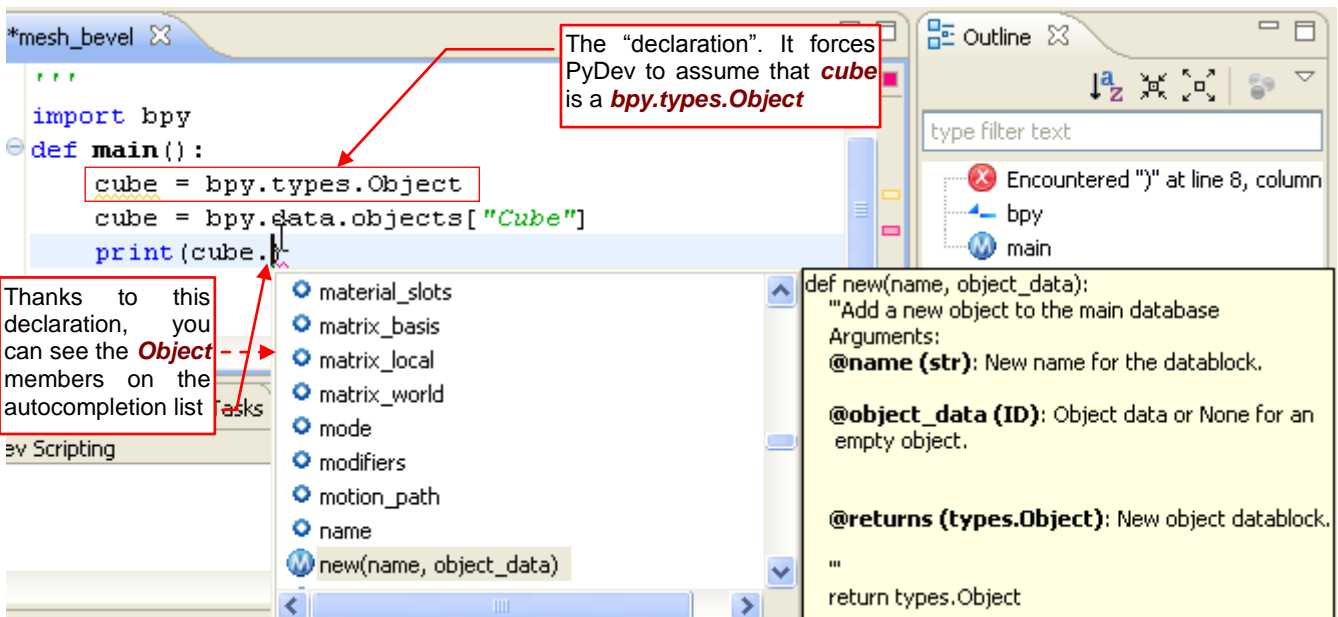 *mesh_bevel
'''
import bpy
def main():
cube = bpy.types.Object
cube = bpy.data.objects["Cube"]
print(cube.)
The “declaration”. It forces
PyDev to assume that cube
is a bpy.types.Object
Outline
type filter text
Encountered ")" at line 8, column
bpy
main
Thanks to this
declaration, you
can see the Object
members on the
autocompletion list
Tasks
ev Scripting
material_slots
matrix_basis
matrix_local
matrix_world
mode
modifiers
motion_path
name
new(name, object_data)
def new(name, object_data):
'''Add a new object to the main database
Arguments:
@name (str): New name for the datablock.
@object_data (ID): Object data or None for an
empty object.
@returns (types.Object): New object datablock.
'''
return types.Object